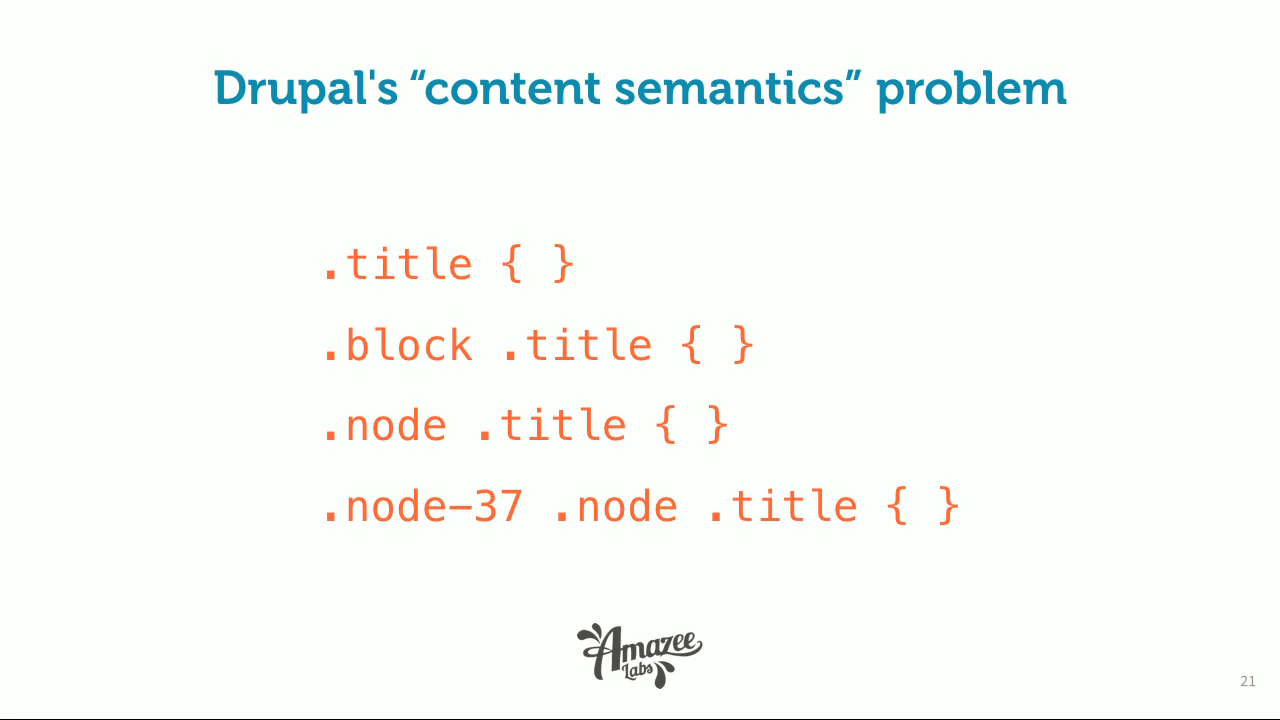 Drupal's “content semantics” problem
.title { }
.block .title { }
.node .title { }
.node-37 .node .title { }
Amazee
Labs
21